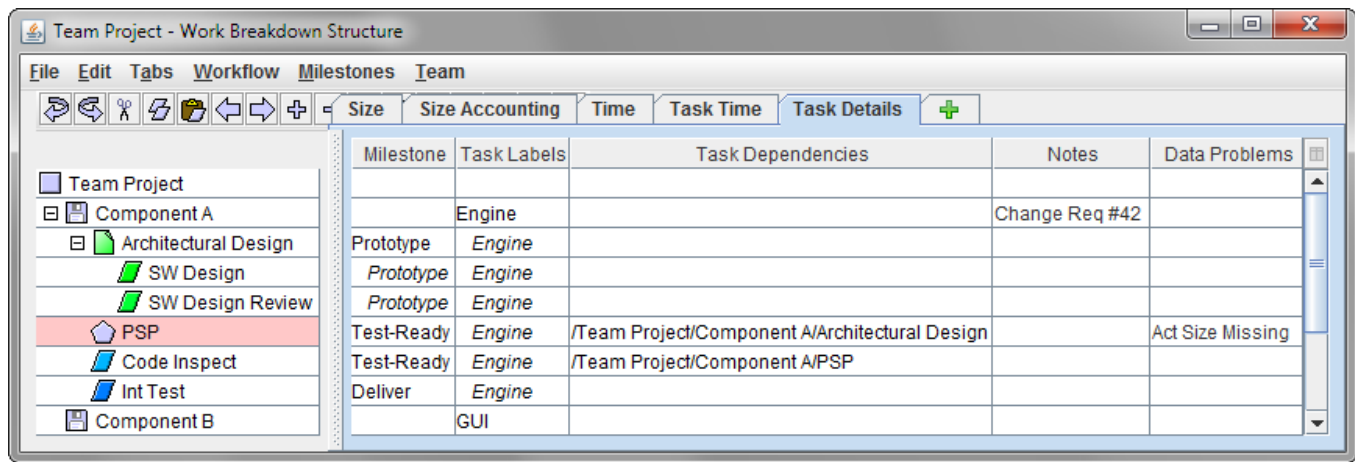 Team Project - Work Breakdown Structure
File Edit Tabs Workflow Milestones Team
Size Size Accounting Time Task Time Task Details
Milestone Task Labels Task Dependencies Notes Data Problems
Team Project
Component A Engine Change Req #42
Architectural Design Prototype Engine
SW Design Prototype Engine
SW Design Review Prototype Engine
PSP Test-Ready Engine /Team Project/Component A/Architectural Design Act Size Missing
Code Inspect Test-Ready Engine /Team Project/Component A/PSP
Int Test Deliver Engine
Component B GUI